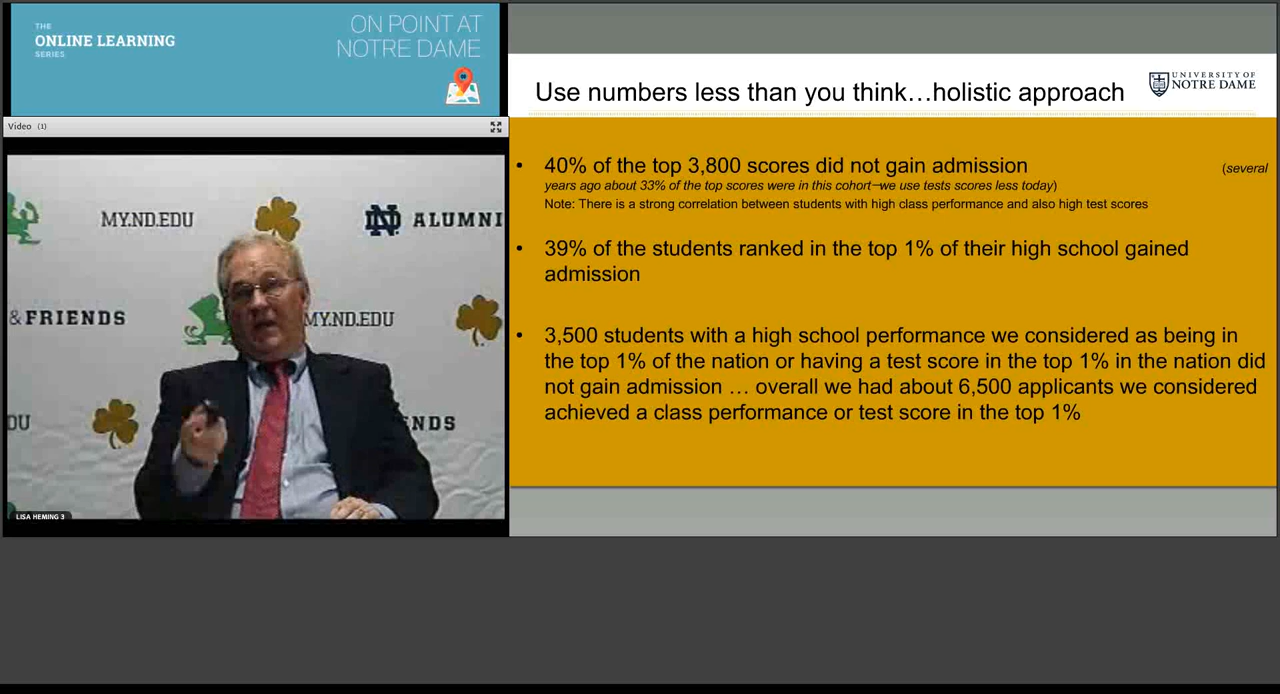 THE
ONLINE LEARNING
SERIES
ON POINT AT
NOTRE DAME
Video (1)
MY.ND.EDU
ND ALUMNI
& FRIENDS
MY.ND.EDU
DU
NDS
LISA HEMING 3
Use numbers less than you think…holistic approach
UNIVERSITY OF
NOTRE DAME
• 40% of the top 3,800 scores did not gain admission (several
years ago about 33% of the top scores were in this cohort–we use tests scores less today)
Note: There is a strong correlation between students with high class performance and also high test scores
• 39% of the students ranked in the top 1% of their high school gained
admission
• 3,500 students with a high school performance we considered as being in
the top 1% of the nation or having a test score in the top 1% in the nation did
not gain admission … overall we had about 6,500 applicants we considered
achieved a class performance or test score in the top 1%